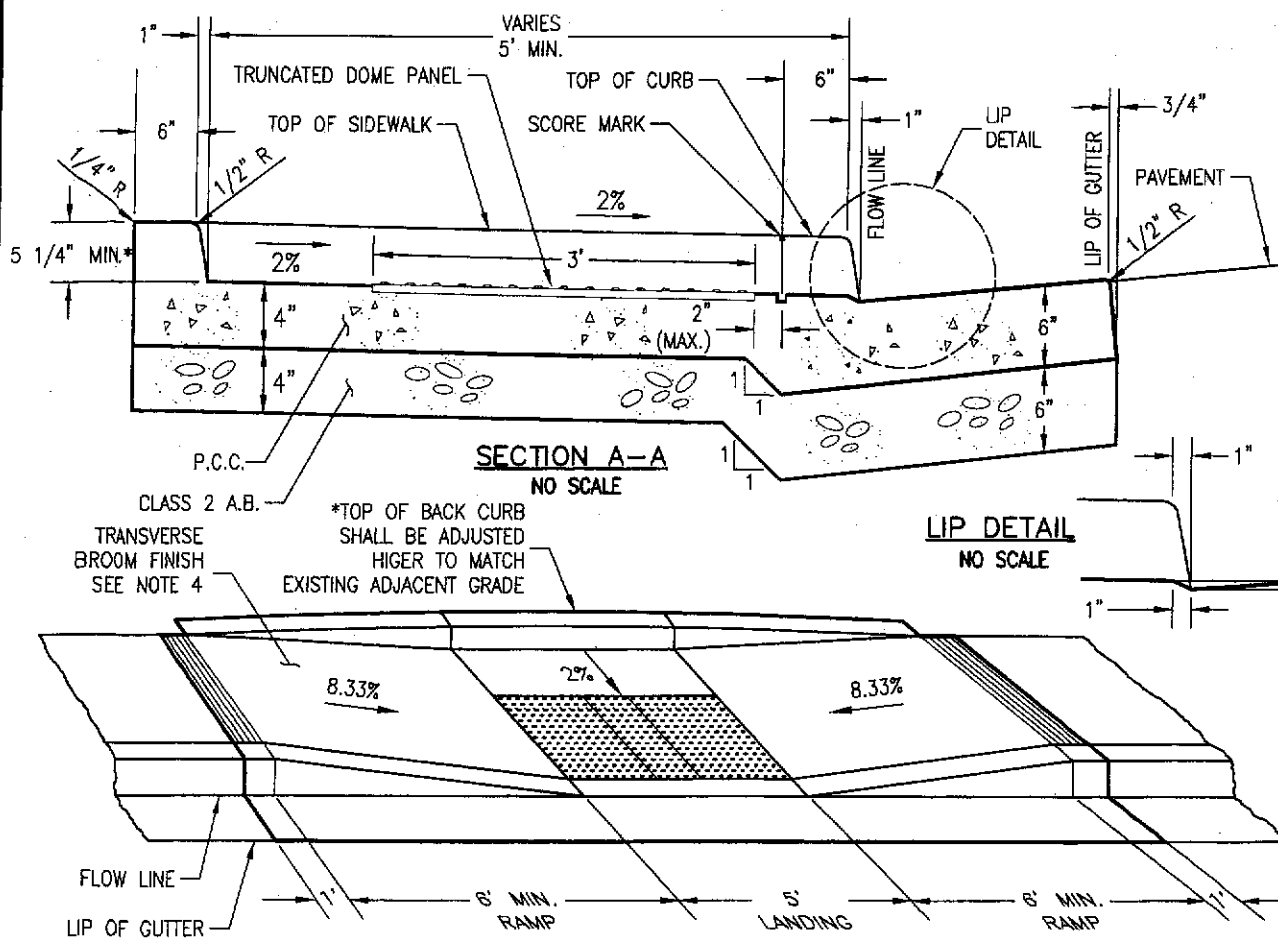 VARIES
5' MIN.
1"
TRUNCATED DOME PANEL
TOP OF CURB
6"
3/4"
6"
TOP OF SIDEWALK
SCORE MARK
1"
LIP
DETAIL
1/4" R
1/2" R
FLOW LINE
LIP OF GUTTER
PAVEMENT
2%
1/2" R
5 1/4" MIN.*
2%
3'
4"
2"
(MAX.)
6"
1
1
4"
6"
1
1
P.C.C.
SECTION A-A
NO SCALE
CLASS 2 A.B.
1"
*TOP OF BACK CURB
SHALL BE ADJUSTED
HIGER TO MATCH
EXISTING ADJACENT GRADE
TRANSVERSE
BROOM FINISH
SEE NOTE 4
LIP DETAIL
NO SCALE
1"
2%
8.33%
8.33%
FLOW LINE
LIP OF GUTTER
1'
6' MIN.
RAMP
5'
LANDING
6' MIN.
RAMP
1'